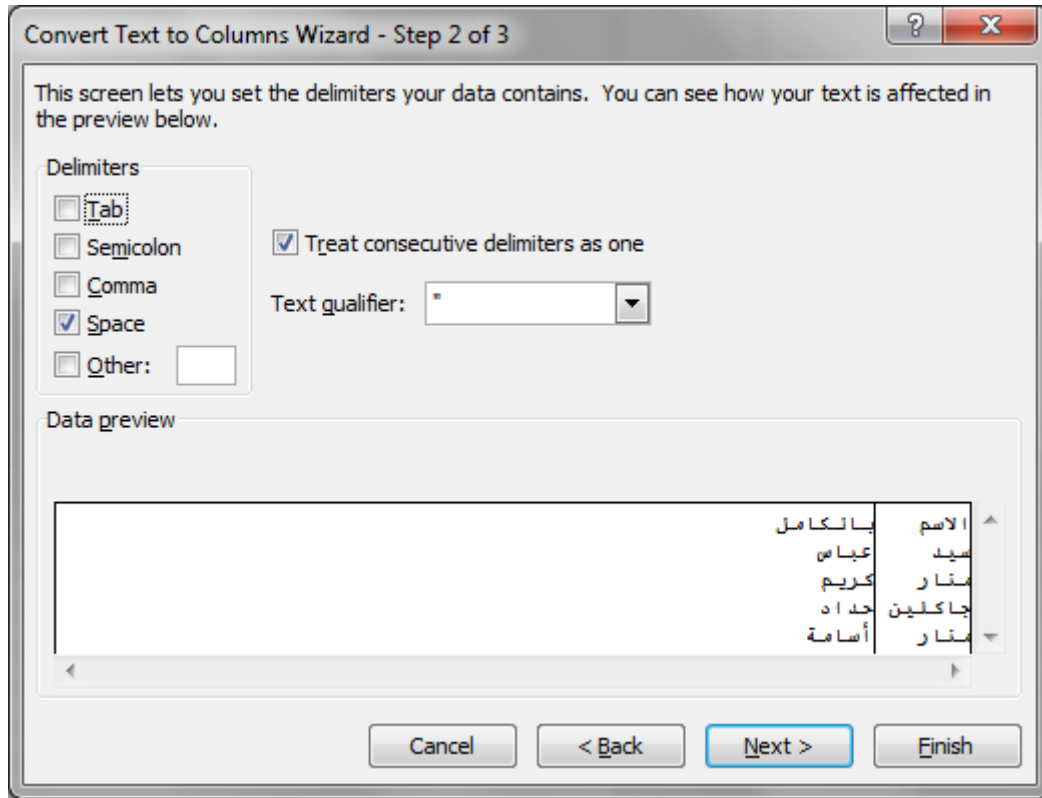 Convert Text to Columns Wizard - Step 2 of 3
This screen lets you set the delimiters your data contains. You can see how your text is affected in
the preview below.
Delimiters
Tab
Semicolon
Comma
Space
Other:
Treat consecutive delimiters as one
Text qualifier: "
Data preview
الاسم بالكامل
سيد عباس
منار كريم
جاكلين حداد
منار أسامة
Cancel < Back Next > Finish